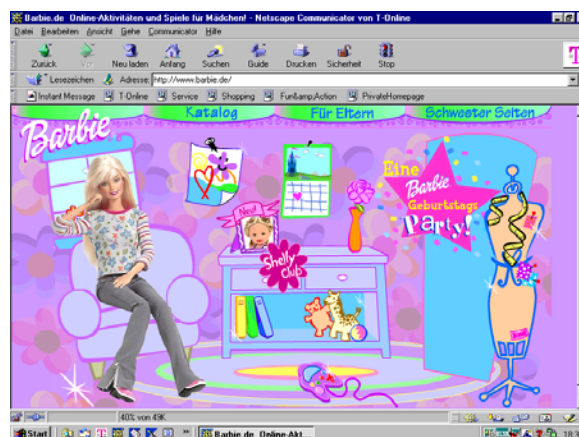 Barbie.de Online-Aktivitäten und Spiele für Mädchen! - Netscape Communicator von T-Online
Datei Bearbeiten Ansicht Gehe Communicator Hilfe
Zurück Vor Neu laden Anfang Suchen Guide Drucken Sicherheit Stop
Lesezeichen Adresse: http://www.barbie.de/
Instant Message T-Online Service Shopping Fun&amp;Action PrivateHomepage
Katalog Für Eltern Schwester Seiten
Barbie
Eine
Barbie
Geburtstags
Party!
Neu!
Shelly
Club
40% von 49K
Start Barbie.de Online-Akt...